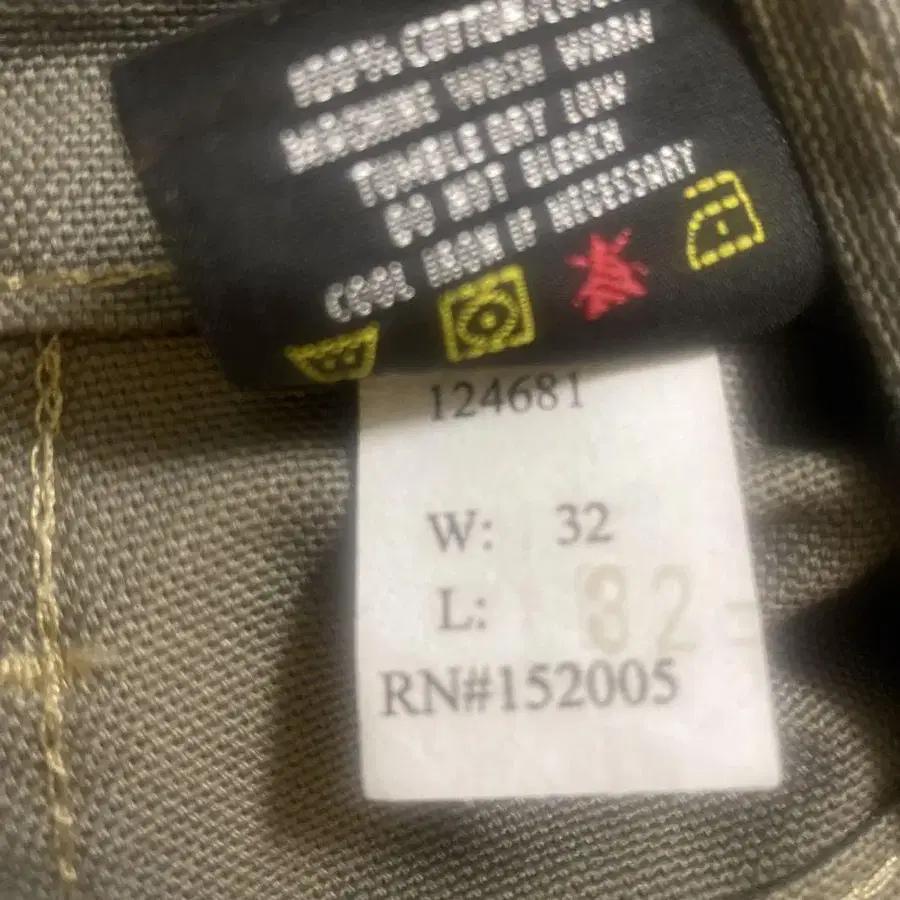 100% COTTON
MACHINE WASH WARM
TUMBLE DRY LOW
DO NOT BLEACH
COOL IRON IF NECESSARY
124681
W: 32
L: 32
RN#152005